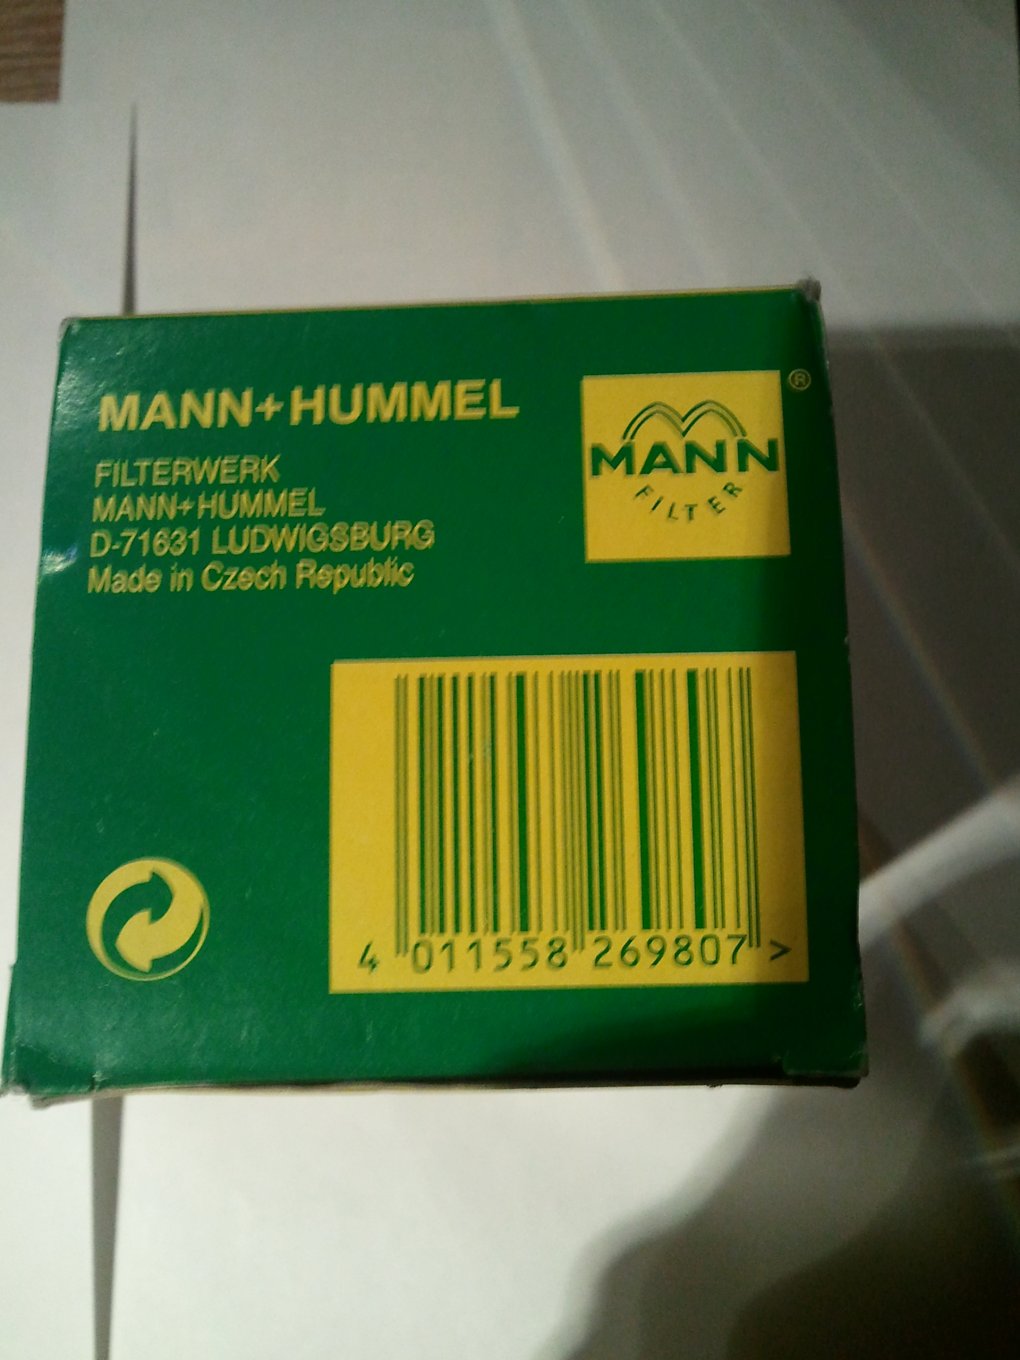 MANN+HUMMEL
FILTERWERK
MANN+HUMMEL
D-71631 LUDWIGSBURG
Made in Czech Republic
®
MANN
FILTER
4 011558 269807 >